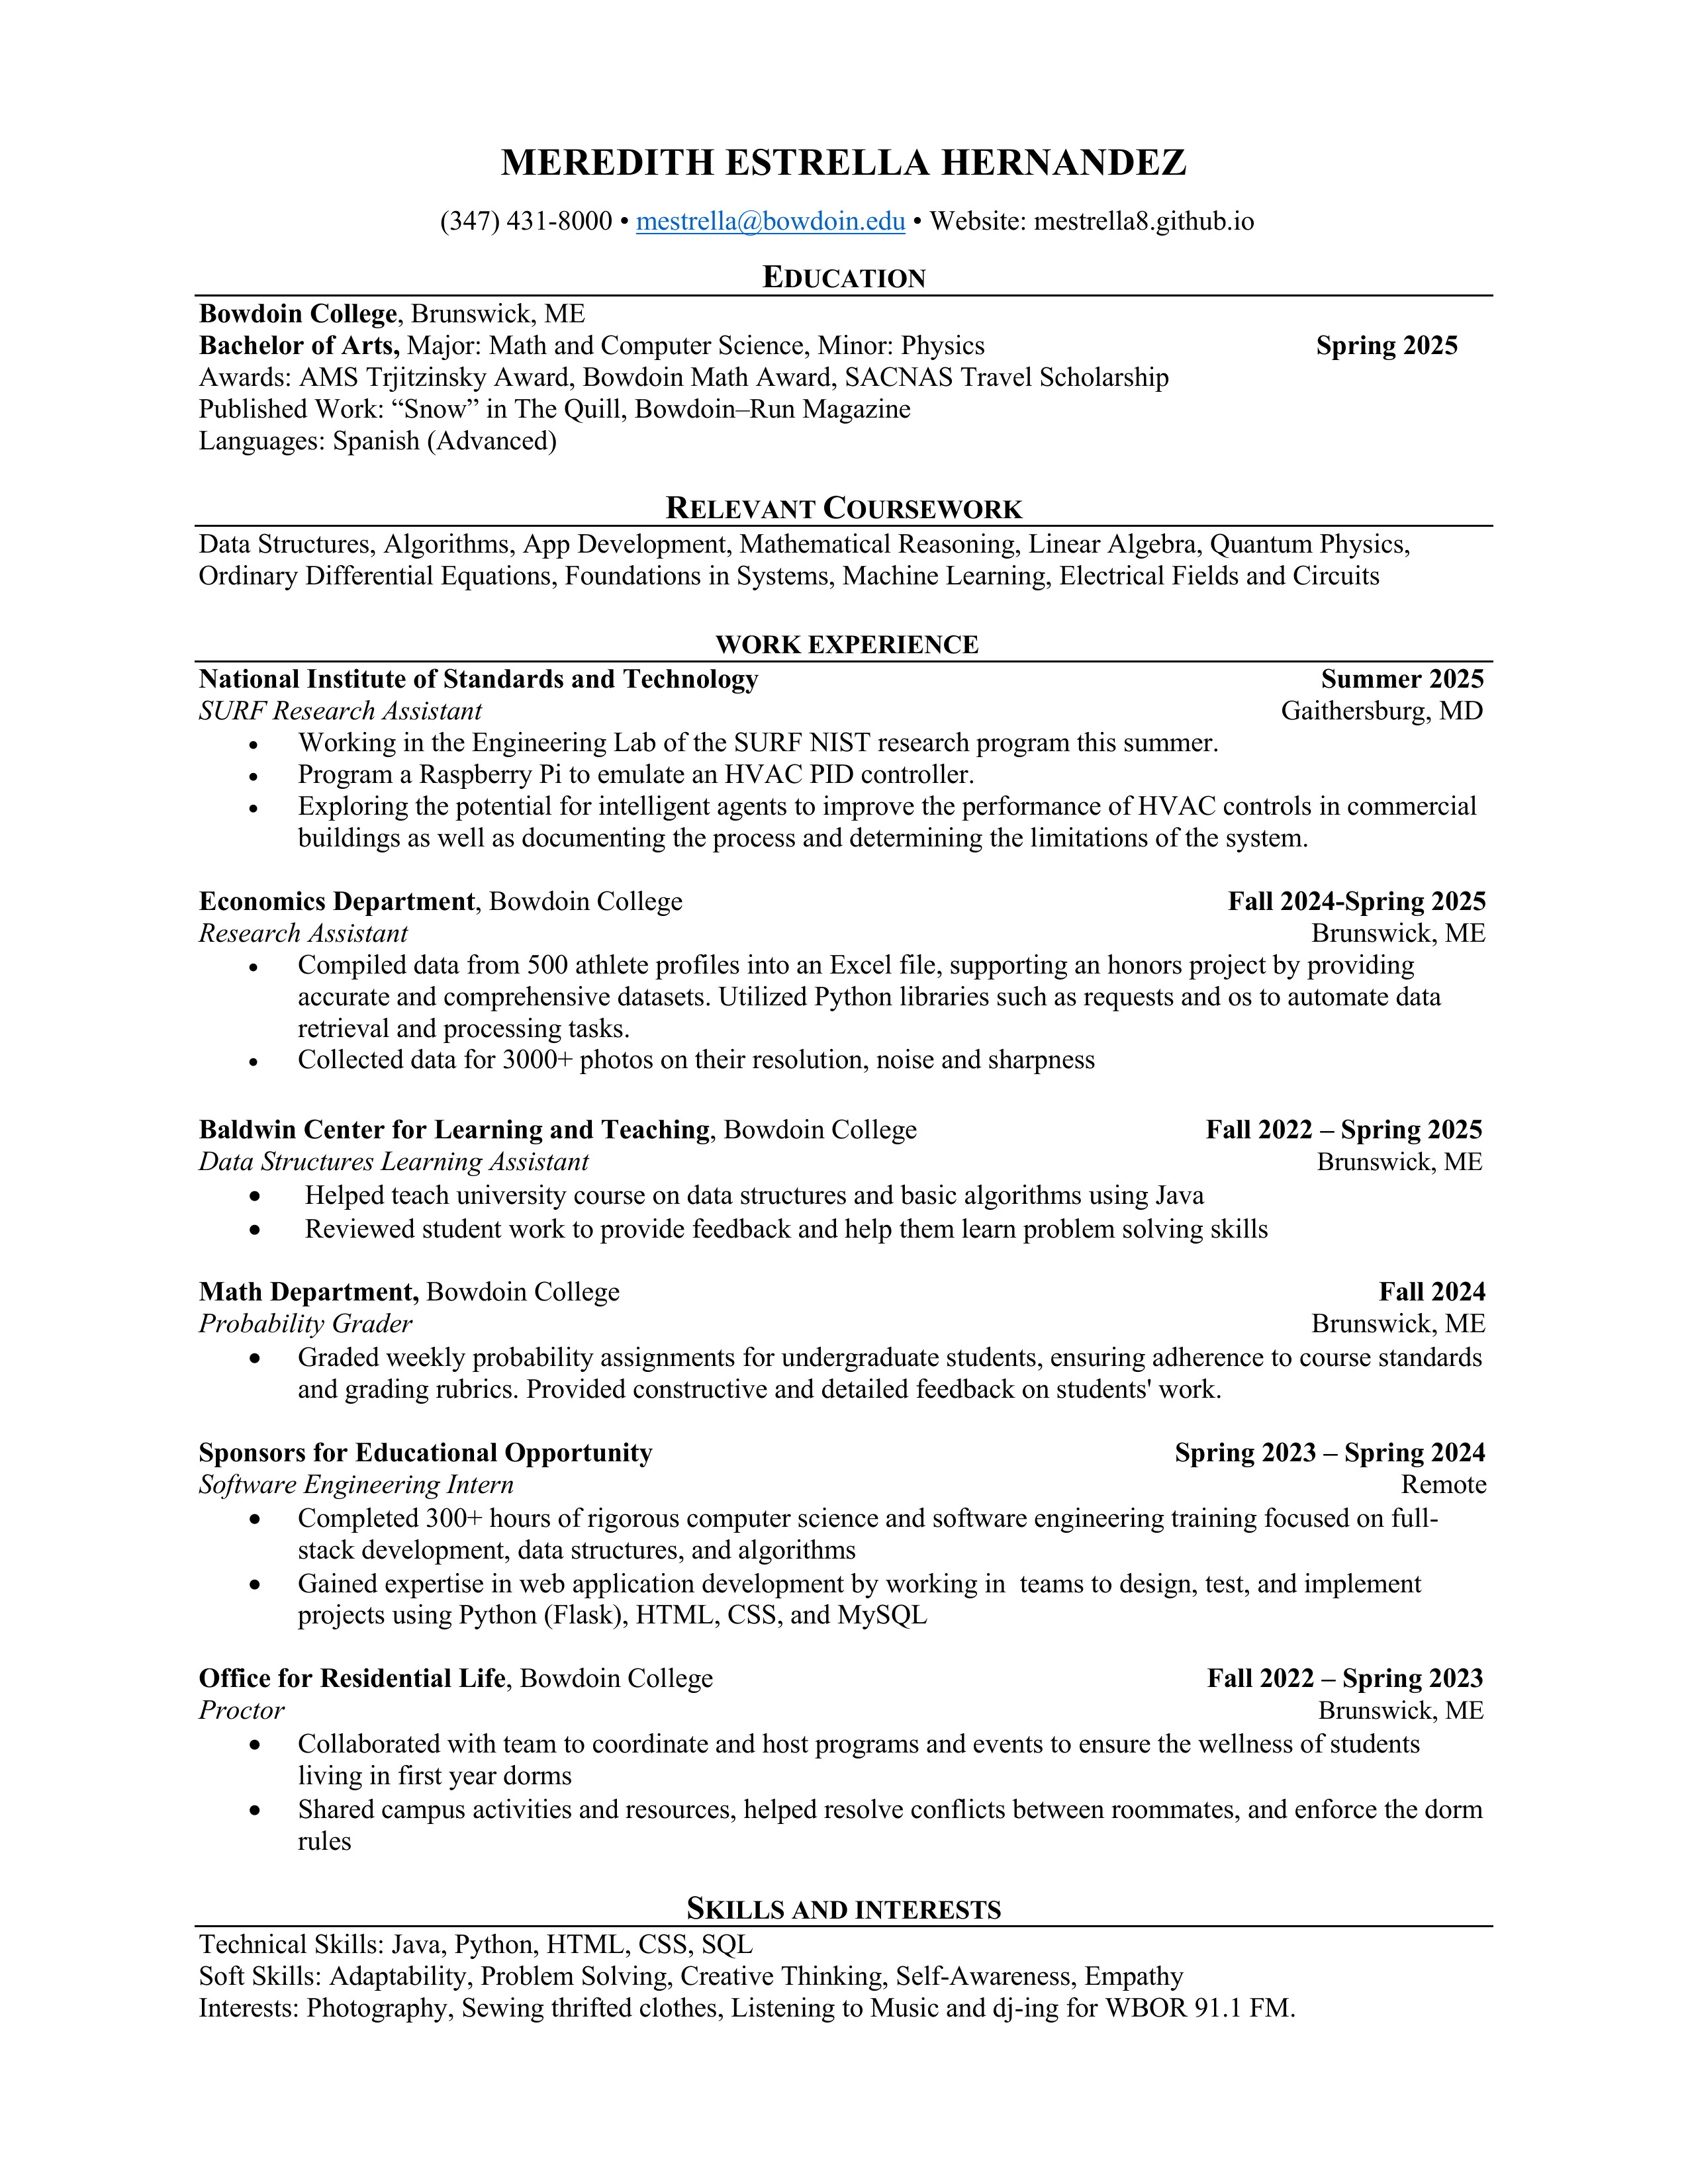 MEREDITH ESTRELLA HERNANDEZ
(347) 431-8000 • mestrella@bowdoin.edu • Website: mestrella8.github.io
EDUCATION
Bowdoin College, Brunswick, ME
Bachelor of Arts, Major: Math and Computer Science, Minor: Physics Spring 2025
Awards: AMS Trjitzinsky Award, Bowdoin Math Award, SACNAS Travel Scholarship
Published Work: “Snow” in The Quill, Bowdoin–Run Magazine
Languages: Spanish (Advanced)
RELEVANT COURSEWORK
Data Structures, Algorithms, App Development, Mathematical Reasoning, Linear Algebra, Quantum Physics,
Ordinary Differential Equations, Foundations in Systems, Machine Learning, Electrical Fields and Circuits
WORK EXPERIENCE
National Institute of Standards and Technology Summer 2025
SURF Research Assistant Gaithersburg, MD
• Working in the Engineering Lab of the SURF NIST research program this summer.
• Program a Raspberry Pi to emulate an HVAC PID controller.
• Exploring the potential for intelligent agents to improve the performance of HVAC controls in commercial
buildings as well as documenting the process and determining the limitations of the system.
Economics Department, Bowdoin College Fall 2024-Spring 2025
Research Assistant Brunswick, ME
• Compiled data from 500 athlete profiles into an Excel file, supporting an honors project by providing
accurate and comprehensive datasets. Utilized Python libraries such as requests and os to automate data
retrieval and processing tasks.
• Collected data for 3000+ photos on their resolution, noise and sharpness
Baldwin Center for Learning and Teaching, Bowdoin College Fall 2022 – Spring 2025
Data Structures Learning Assistant Brunswick, ME
• Helped teach university course on data structures and basic algorithms using Java
• Reviewed student work to provide feedback and help them learn problem solving skills
Math Department, Bowdoin College Fall 2024
Probability Grader Brunswick, ME
• Graded weekly probability assignments for undergraduate students, ensuring adherence to course standards
and grading rubrics. Provided constructive and detailed feedback on students' work.
Sponsors for Educational Opportunity Spring 2023 – Spring 2024
Software Engineering Intern Remote
• Completed 300+ hours of rigorous computer science and software engineering training focused on full-
stack development, data structures, and algorithms
• Gained expertise in web application development by working in  teams to design, test, and implement
projects using Python (Flask), HTML, CSS, and MySQL
Office for Residential Life, Bowdoin College Fall 2022 – Spring 2023
Proctor Brunswick, ME
• Collaborated with team to coordinate and host programs and events to ensure the wellness of students
living in first year dorms
• Shared campus activities and resources, helped resolve conflicts between roommates, and enforce the dorm
rules
SKILLS AND INTERESTS
Technical Skills: Java, Python, HTML, CSS, SQL
Soft Skills: Adaptability, Problem Solving, Creative Thinking, Self-Awareness, Empathy
Interests: Photography, Sewing thrifted clothes, Listening to Music and dj-ing for WBOR 91.1 FM.